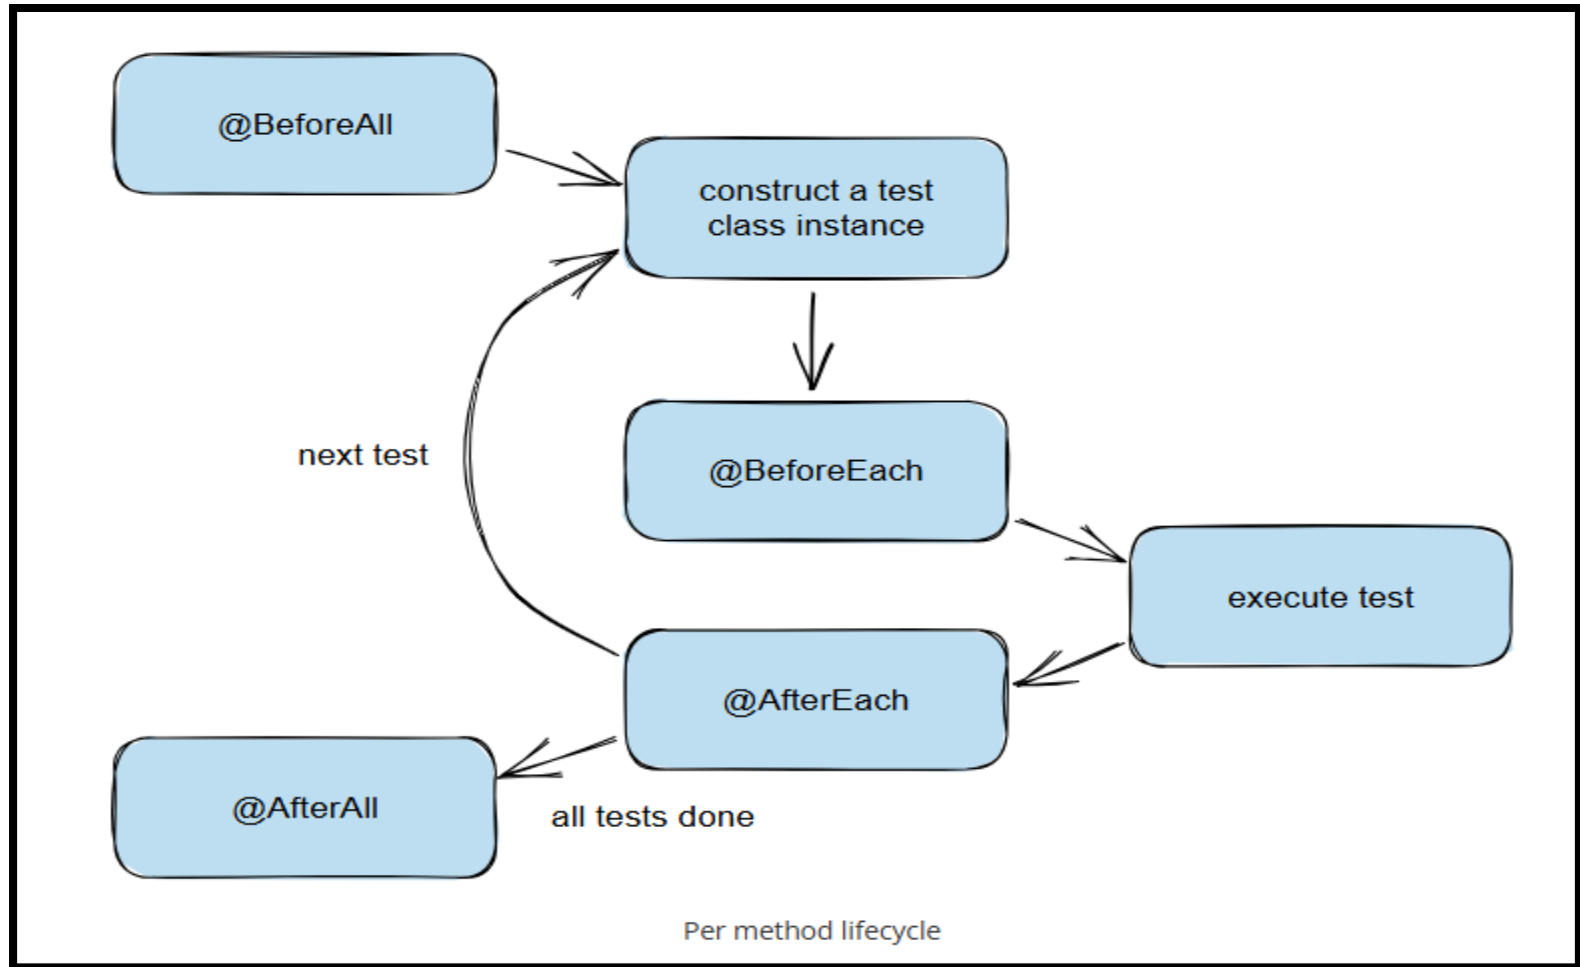 @BeforeAll
construct a test
class instance
next test
@BeforeEach
execute test
@AfterEach
@AfterAll
all tests done
Per method lifecycle